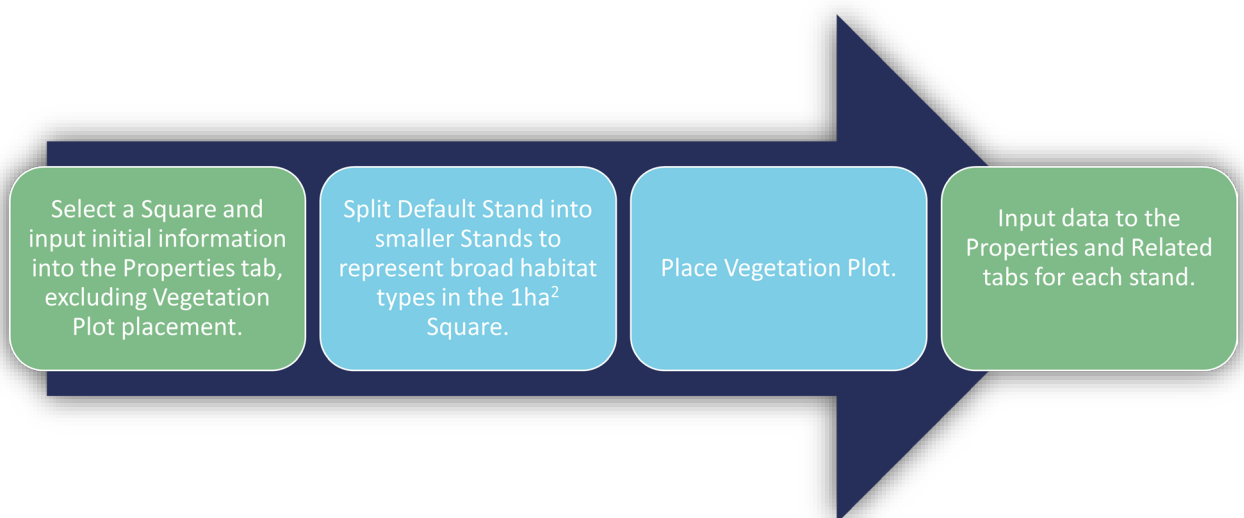 Select a Square and
input initial information
into the Properties tab,
excluding Vegetation
Plot placement.
Split Default Stand into
smaller Stands to
represent broad habitat
types in the 1ha²
Square.
Place Vegetation Plot.
Input data to the
Properties and Related
tabs for each stand.